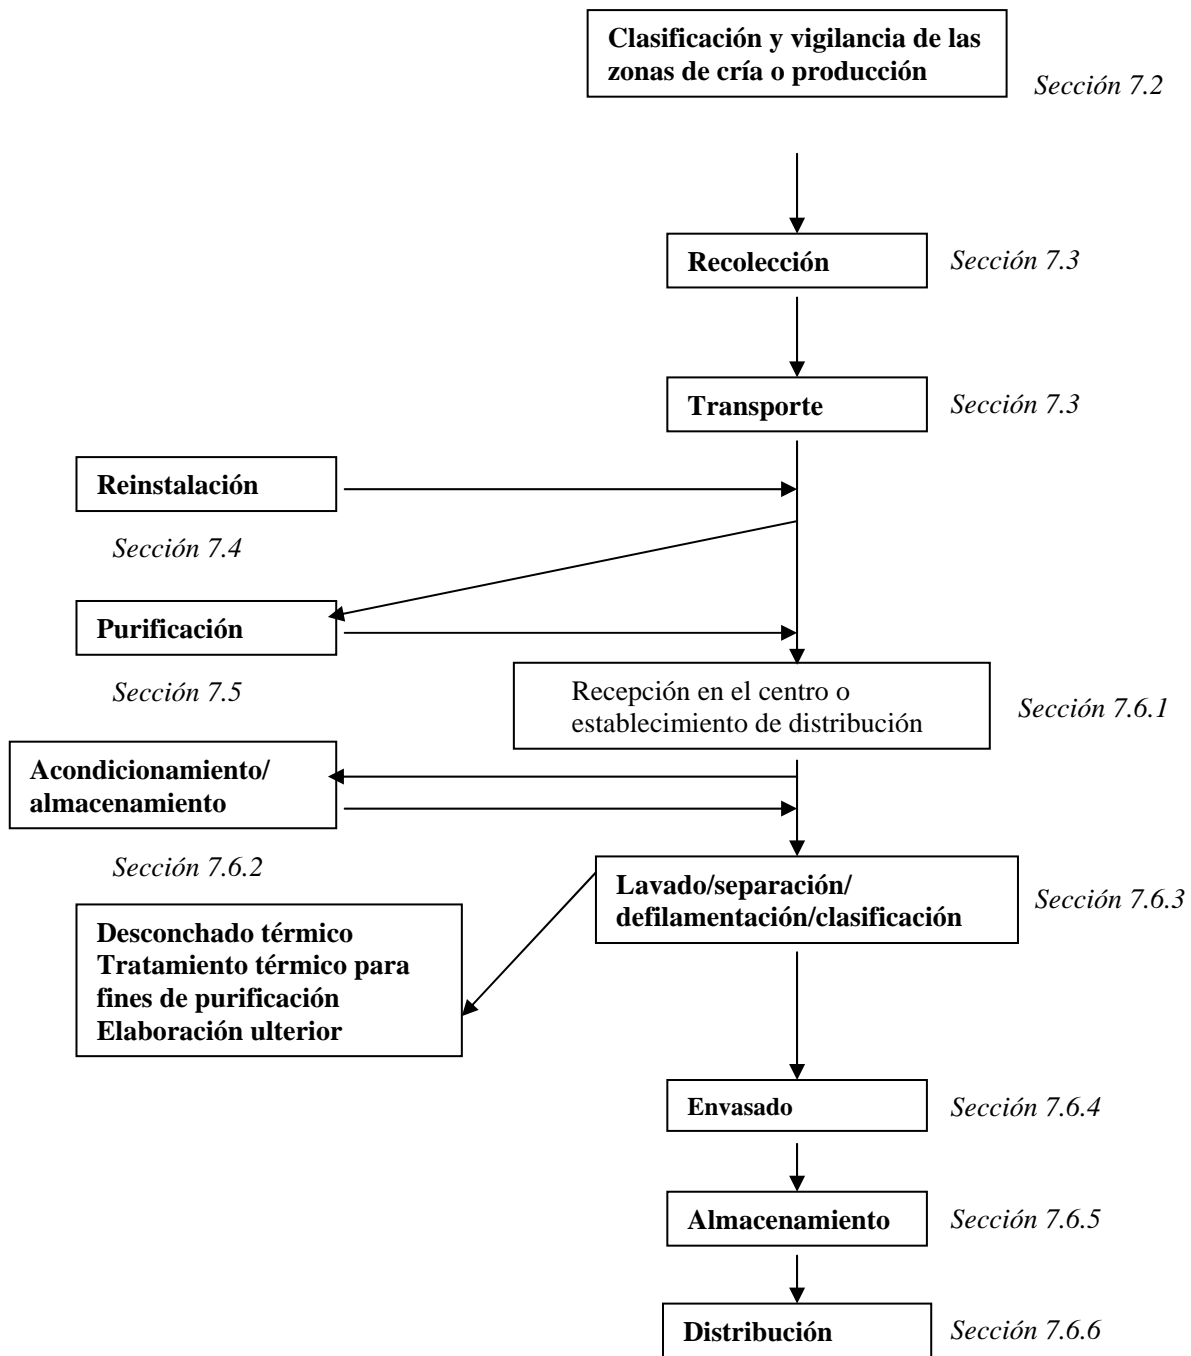 Clasificación y vigilancia de las
zonas de cría o producción
Sección 7.2
Recolección
Sección 7.3
Transporte
Sección 7.3
Reinstalación
Sección 7.4
Purificación
Sección 7.5
Recepción en el centro o
establecimiento de distribución
Sección 7.6.1
Acondicionamiento/
almacenamiento
Sección 7.6.2
Lavado/separación/
defilamentación/clasificación
Sección 7.6.3
Desconchado térmico
Tratamiento térmico para
fines de purificación
Elaboración ulterior
Envasado
Sección 7.6.4
Almacenamiento
Sección 7.6.5
Distribución
Sección 7.6.6